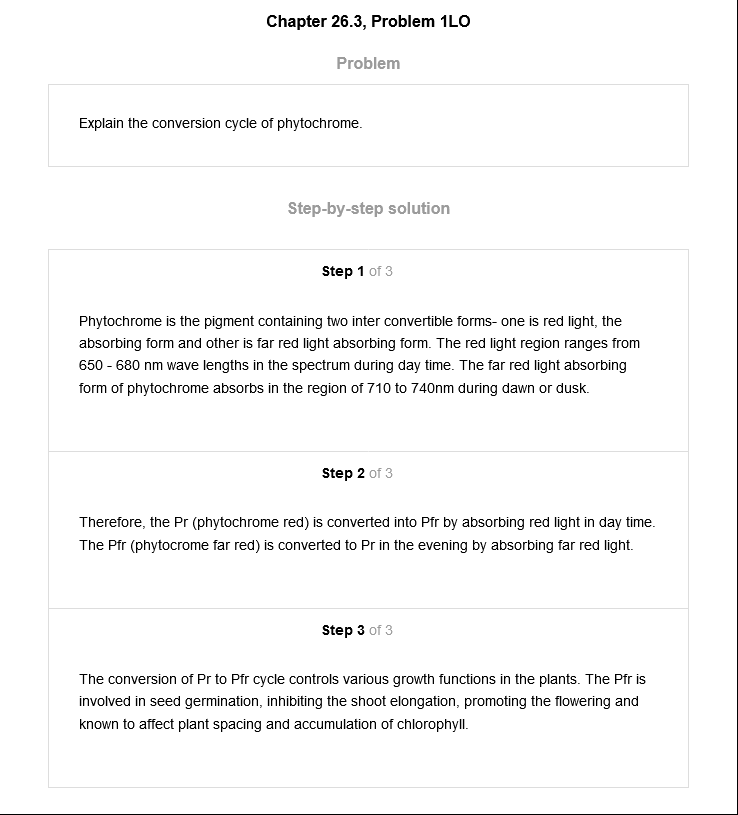 Chapter 26.3, Problem 1LO
Problem
Explain the conversion cycle of phytochrome.
Step-by-step solution
Step 1 of 3
Phytochrome is the pigment containing two inter convertible forms- one is red light, the
absorbing form and other is far red light absorbing form. The red light region ranges from
650 - 680 nm wave lengths in the spectrum during day time. The far red light absorbing
form of phytochrome absorbs in the region of 710 to 740nm during dawn or dusk.
Step 2 of 3
Therefore, the Pr (phytochrome red) is converted into Pfr by absorbing red light in day time.
The Pfr (phytocrome far red) is converted to Pr in the evening by absorbing far red light.
Step 3 of 3
The conversion of Pr to Pfr cycle controls various growth functions in the plants. The Pfr is
involved in seed germination, inhibiting the shoot elongation, promoting the flowering and
known to affect plant spacing and accumulation of chlorophyll.